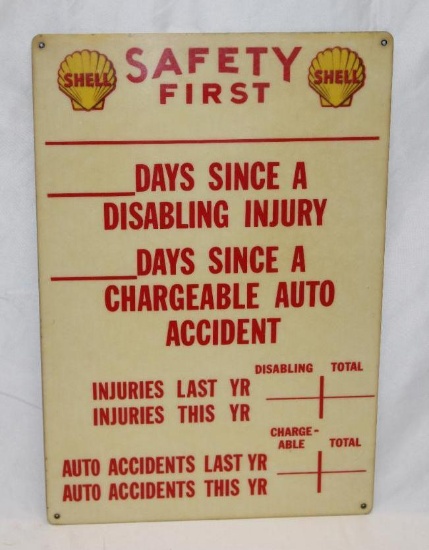 SHELL SAFETY SHELL
FIRST
DAYS SINCE A
DISABLING INJURY
DAYS SINCE A
CHARGEABLE AUTO
ACCIDENT
DISABLING TOTAL
INJURIES LAST YR
INJURIES THIS YR
CHARGE-
ABLE TOTAL
AUTO ACCIDENTS LAST YR
AUTO ACCIDENTS THIS YR